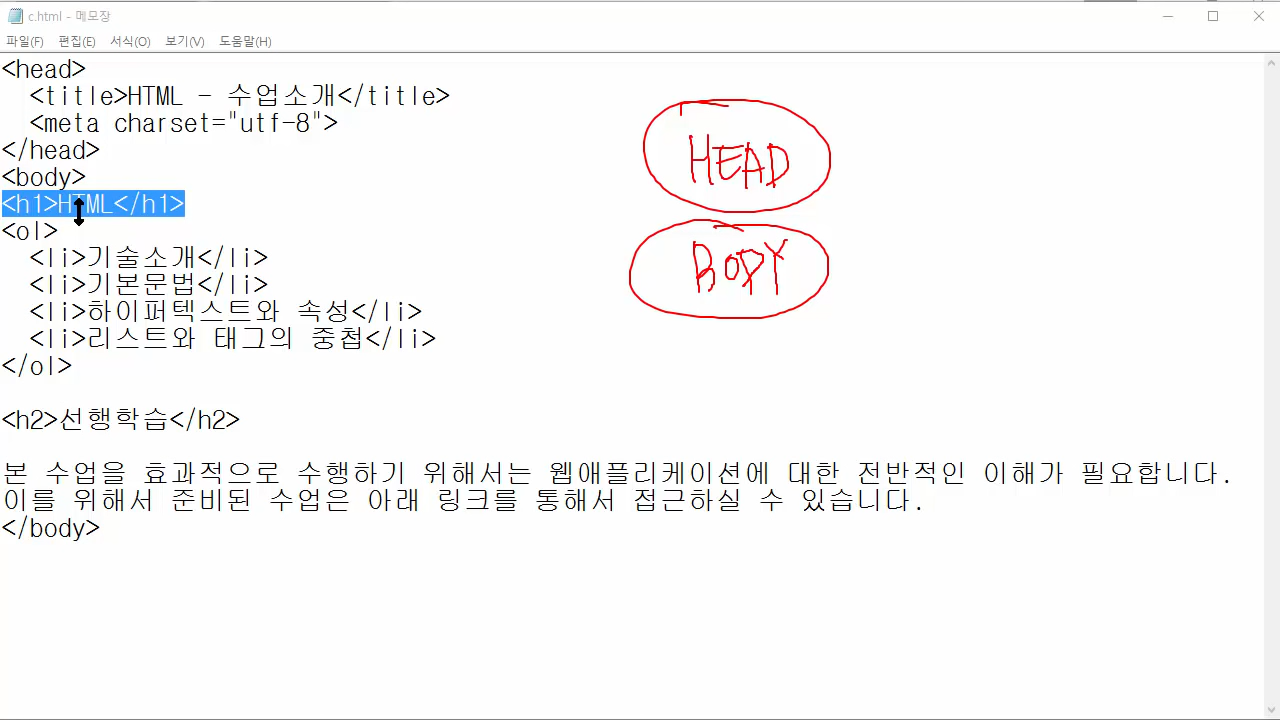 c.html - 메모장
파일(F) 편집(E) 서식(O) 보기(V) 도움말(H)
<head>
  <title>HTML - 수업소개</title>
  <meta charset="utf-8">
</head>
<body>
<h1>HTML</h1>
<ol>
  <li>기술소개</li>
  <li>기본문법</li>
  <li>하이퍼텍스트와 속성</li>
  <li>리스트와 태그의 중첩</li>
</ol>
<h2>선행학습</h2>
본 수업을 효과적으로 수행하기 위해서는 웹애플리케이션에 대한 전반적인 이해가 필요합니다.
이를 위해서 준비된 수업은 아래 링크를 통해서 접근하실 수 있습니다.
</body>
HEAD
BODY